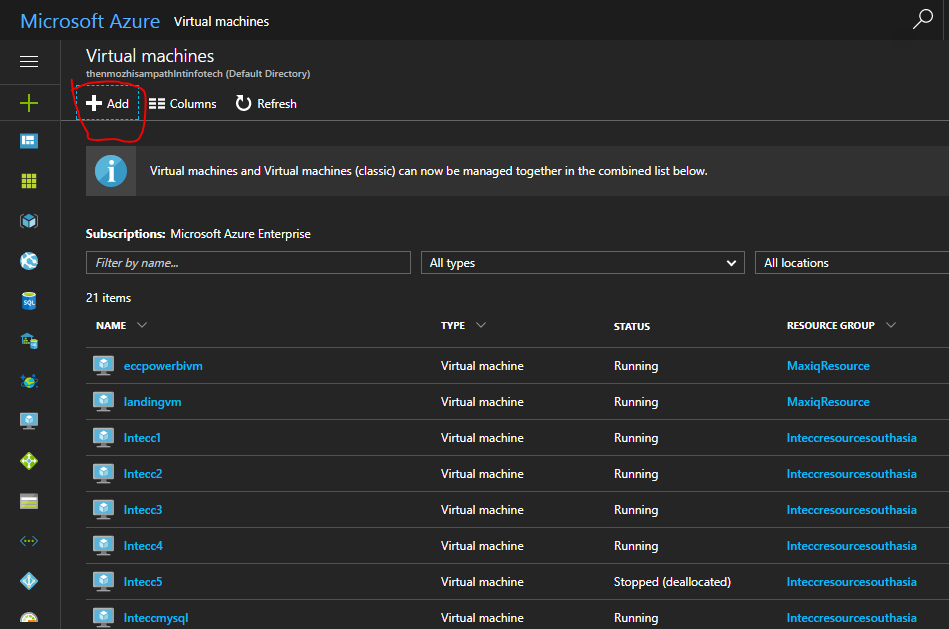 Microsoft Azure Virtual machines
Virtual machines
thenmozhisampathlntinfotech (Default Directory)
Add Columns Refresh
Virtual machines and Virtual machines (classic) can now be managed together in the combined list below.
Subscriptions: Microsoft Azure Enterprise
Filter by name... All types All locations
21 items
NAME TYPE STATUS RESOURCE GROUP
eccpowerbivm Virtual machine Running MaxiqResource
landingvm Virtual machine Running MaxiqResource
Intecc1 Virtual machine Running Inteccresourcesouthasia
Intecc2 Virtual machine Running Inteccresourcesouthasia
Intecc3 Virtual machine Running Inteccresourcesouthasia
Intecc4 Virtual machine Running Inteccresourcesouthasia
Intecc5 Virtual machine Stopped (deallocated) Inteccresourcesouthasia
Inteccmysql Virtual machine Running Inteccresourcesouthasia
SQL